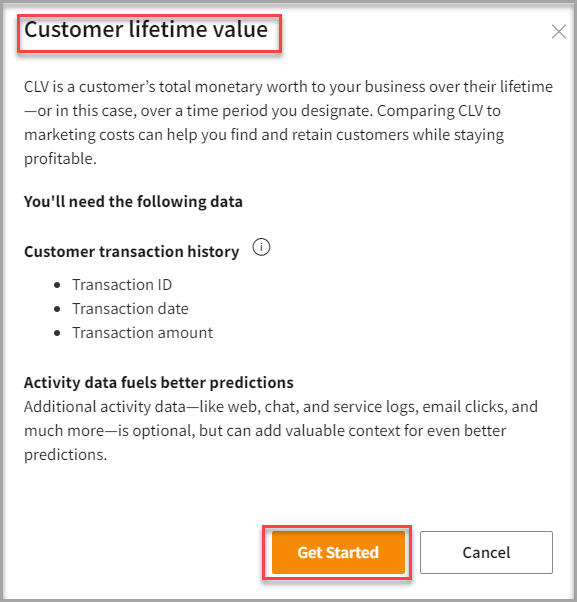 Customer lifetime value
CLV is a customer’s total monetary worth to your business over their lifetime
—or in this case, over a time period you designate. Comparing CLV to
marketing costs can help you find and retain customers while staying
profitable.
You'll need the following data
Customer transaction history
• Transaction ID
• Transaction date
• Transaction amount
Activity data fuels better predictions
Additional activity data—like web, chat, and service logs, email clicks, and
much more—is optional, but can add valuable context for even better
predictions.
Get Started
Cancel